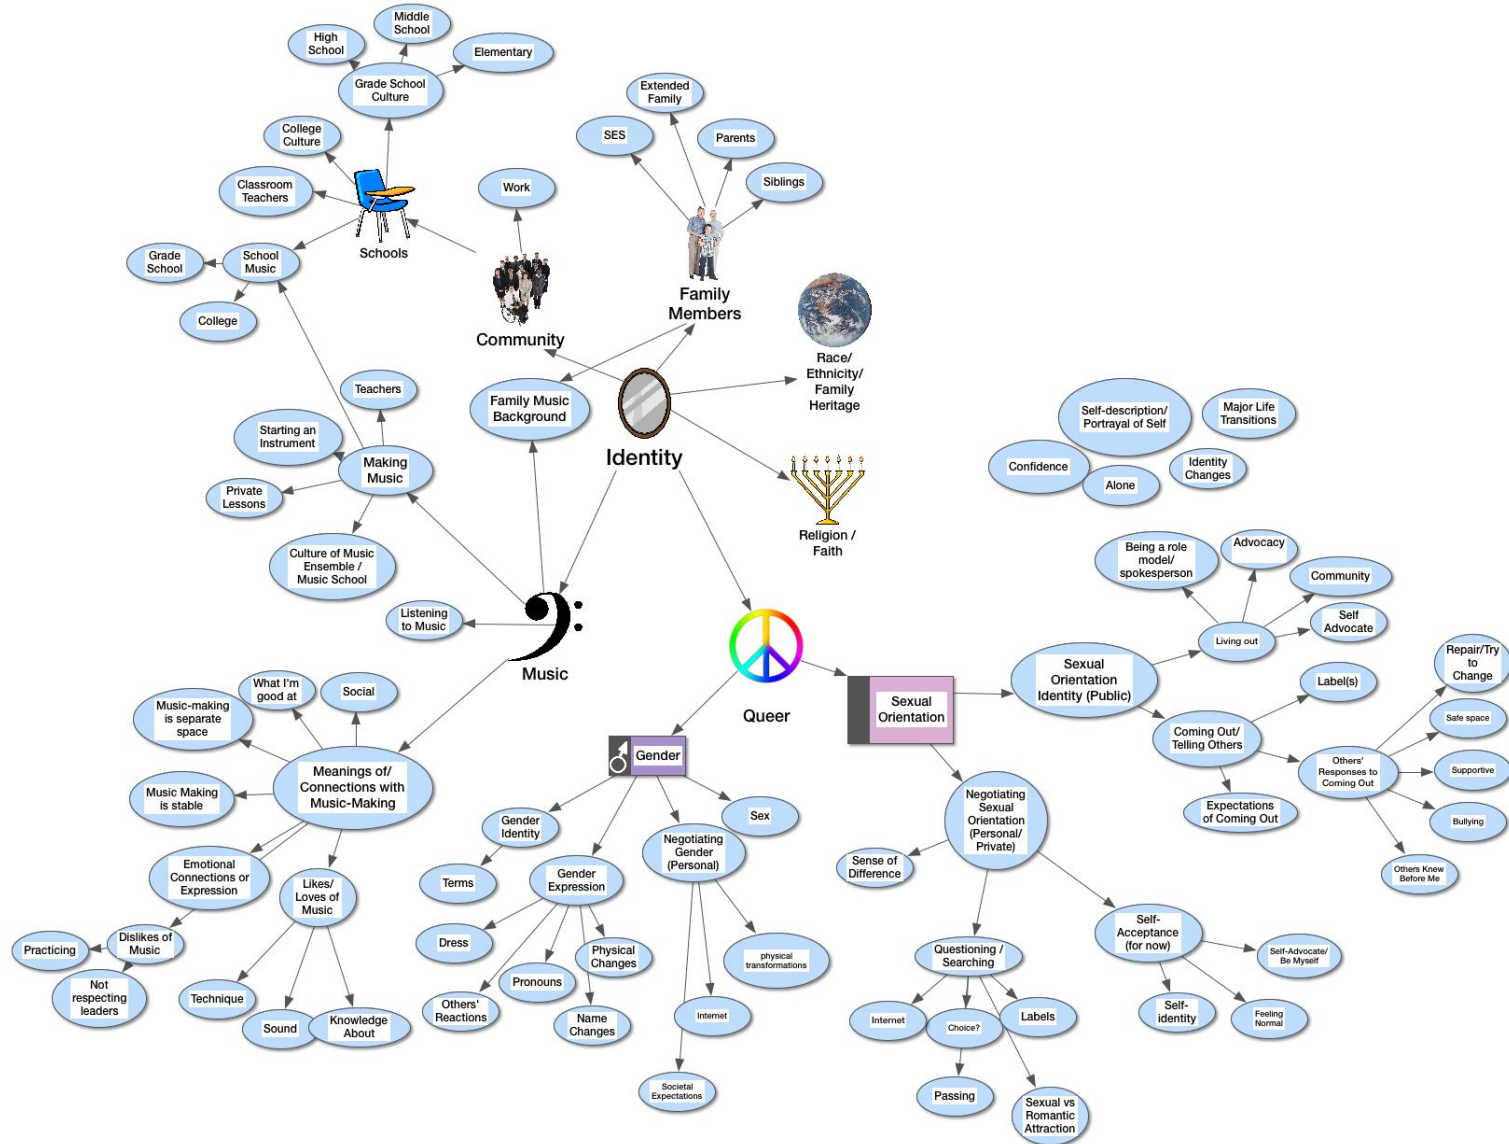 Middle
School
High
School
Elementary
Grade School
Culture
College
Culture
Classroom
Teachers
Schools
Grade
School
School
Music
College
Extended
Family
SES
Parents
Siblings
Work
Family
Members
Community
Race/
Ethnicity/
Family
Heritage
Family Music
Background
Identity
Religion /
Faith
Teachers
Starting an
Instrument
Making
Music
Private
Lessons
Culture of Music
Ensemble /
Music School
Listening
to Music
Music
Queer
Self-description/
Portrayal of Self
Major Life
Transitions
Confidence
Alone
Identity
Changes
Being a role
model/
spokesperson
Advocacy
Community
Self
Advocate
Living out
Sexual
Orientation
Identity (Public)
Sexual
Orientation
Label(s)
Coming Out/
Telling Others
Repair/Try
to
Change
Safe space
Others'
Responses to
Coming Out
Supportive
Bullying
Others Knew
Before Me
Expectations
of Coming Out
What I'm
good at
Social
Music-making
is separate
space
Meanings of/
Connections with
Music-Making
Music Making
is stable
Emotional
Connections or
Expression
Likes/
Loves of
Music
Dislikes of
Music
Practicing
Not
respecting
leaders
Technique
Sound
Knowledge
About
Gender
Gender
Identity
Terms
Gender
Expression
Negotiating
Gender
(Personal)
Sex
Dress
Others'
Reactions
Pronouns
Physical
Changes
Name
Changes
physical
transformations
Internet
Societal
Expectations
Negotiating
Sexual
Orientation
(Personal/
Private)
Sense of
Difference
Questioning /
Searching
Internet
Choice?
Labels
Passing
Sexual vs
Romantic
Attraction
Self-
Acceptance
(for now)
Self-Advocate/
Be Myself
Self-
identity
Feeling
Normal